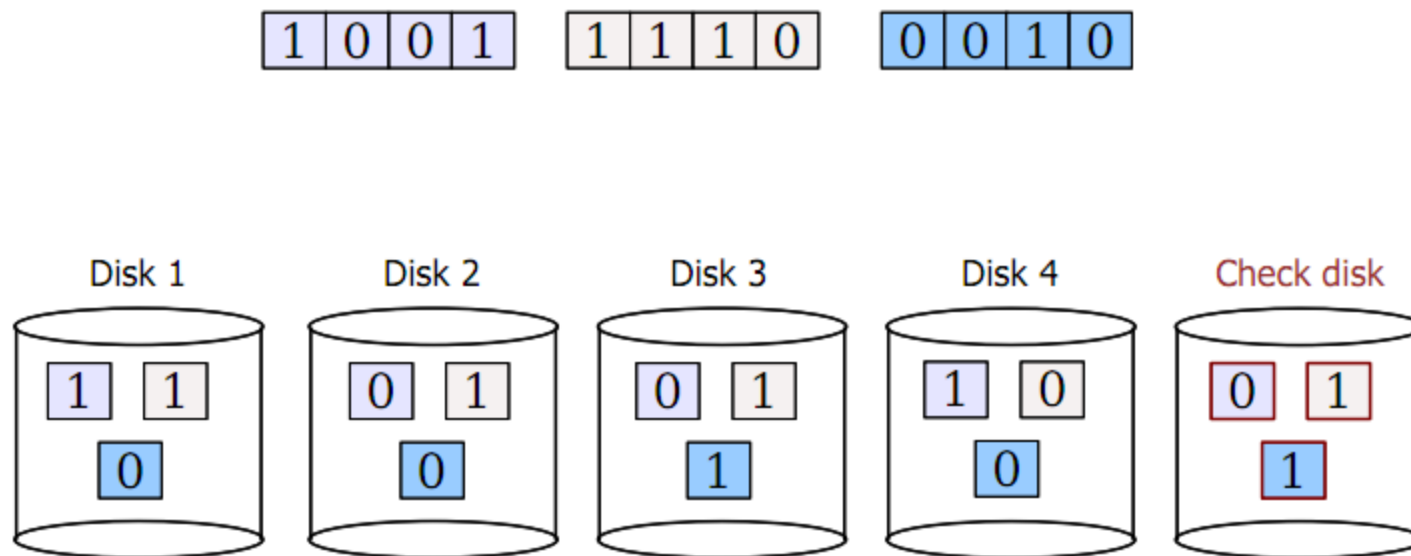 1 0 0 1 1 1 1 0 0 0 1 0
Disk 1 Disk 2 Disk 3 Disk 4 Check disk
1 1 0 1 0 1 1 0 0 1
0 0 1 0 1